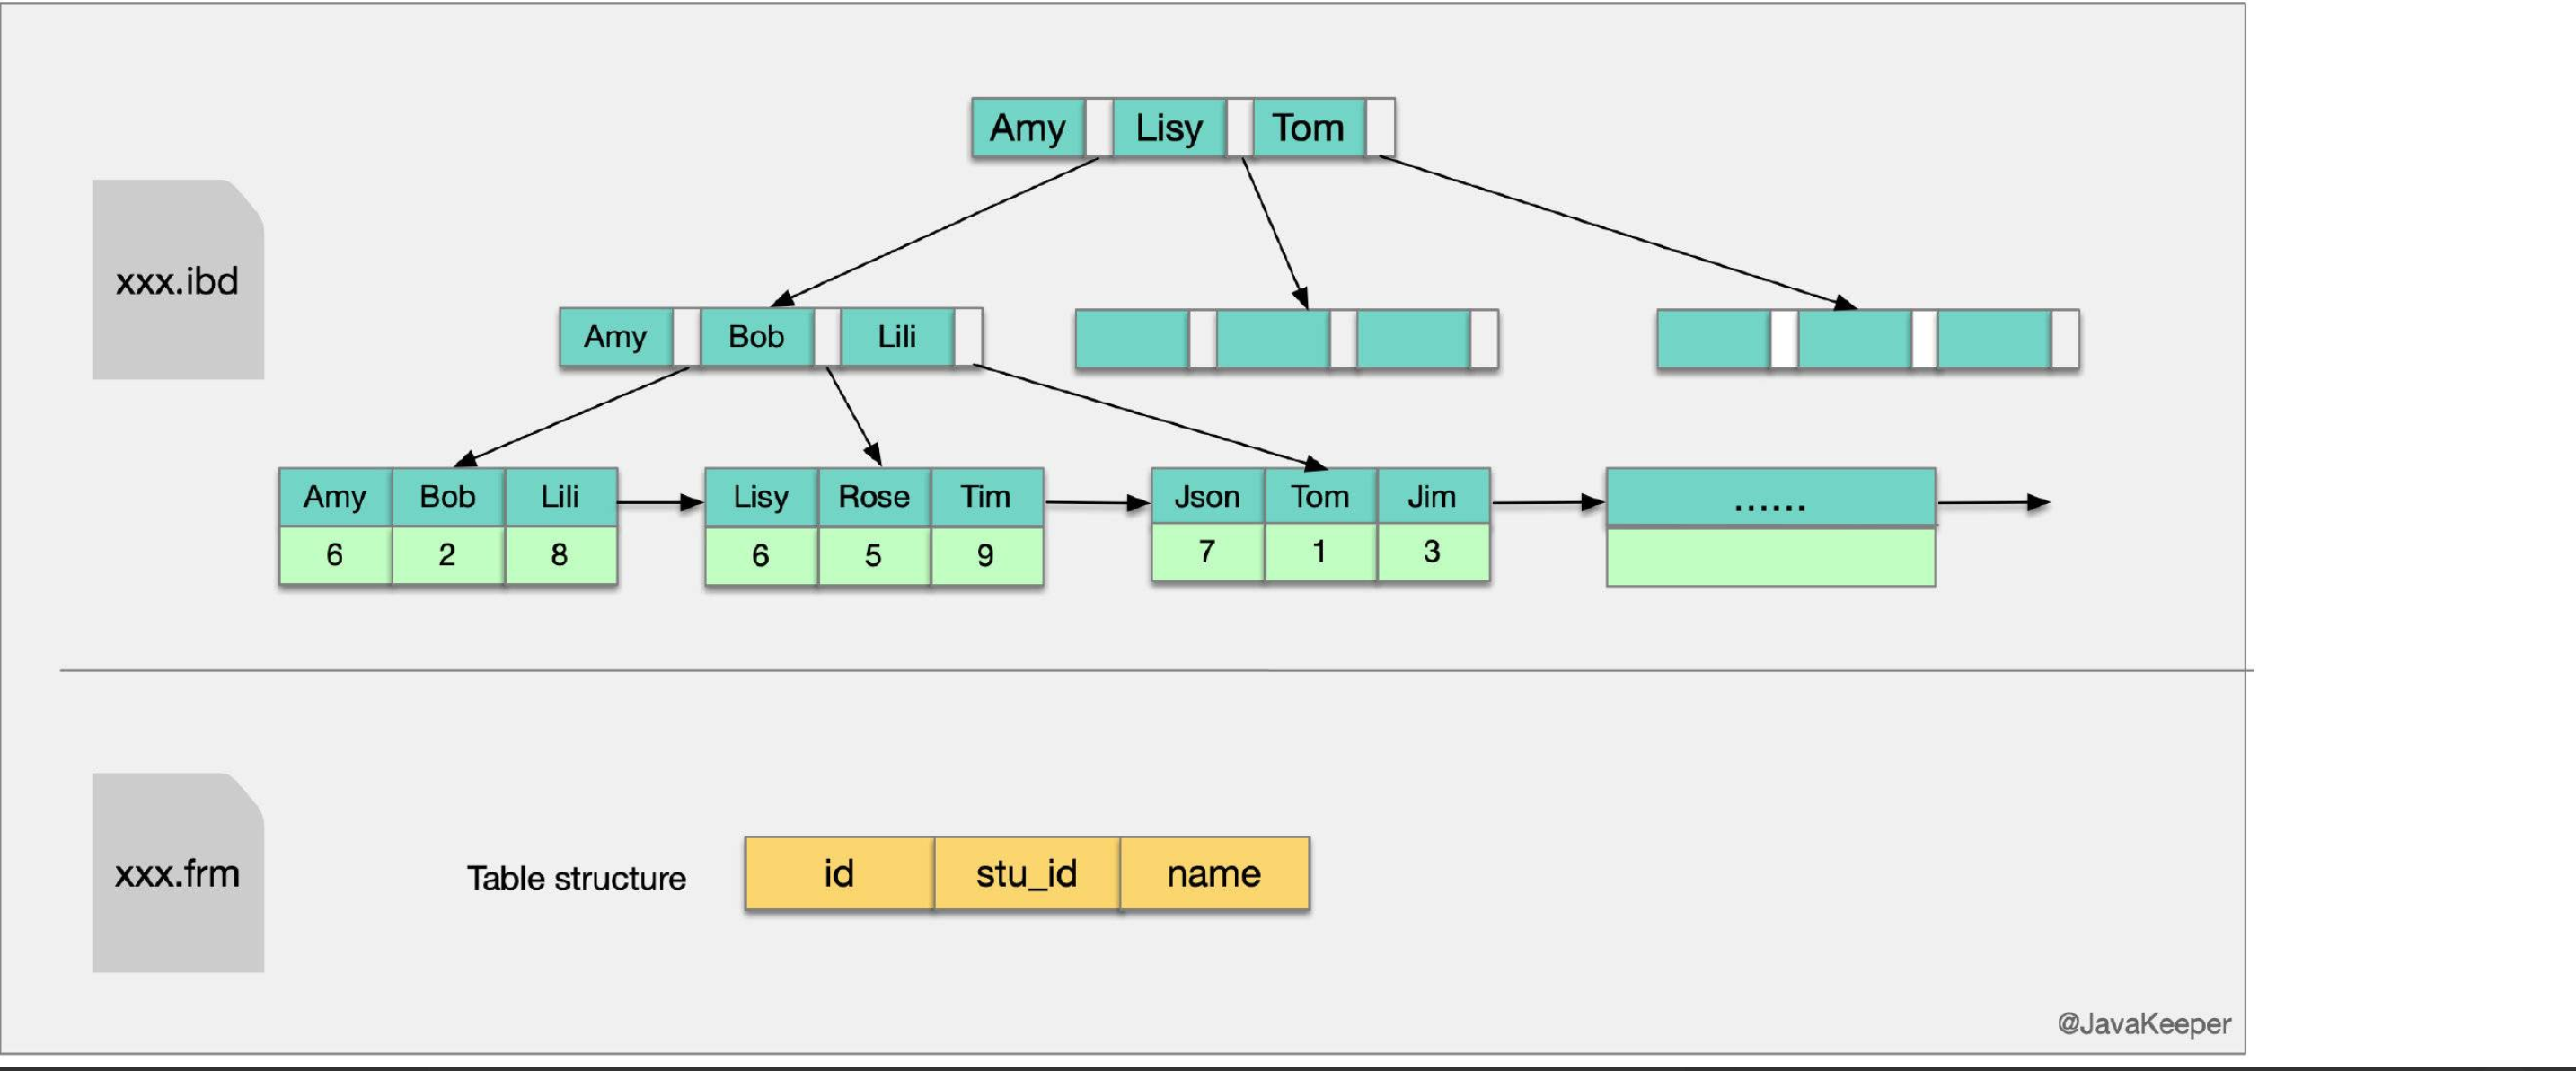 Amy Lisy Tom
xxx.ibd
Amy Bob Lili
Amy Bob Lili Lisy Rose Tim Json Tom Jim ......
6 2 8 6 5 9 7 1 3
xxx.frm
Table structure id stu_id name
@JavaKeeper